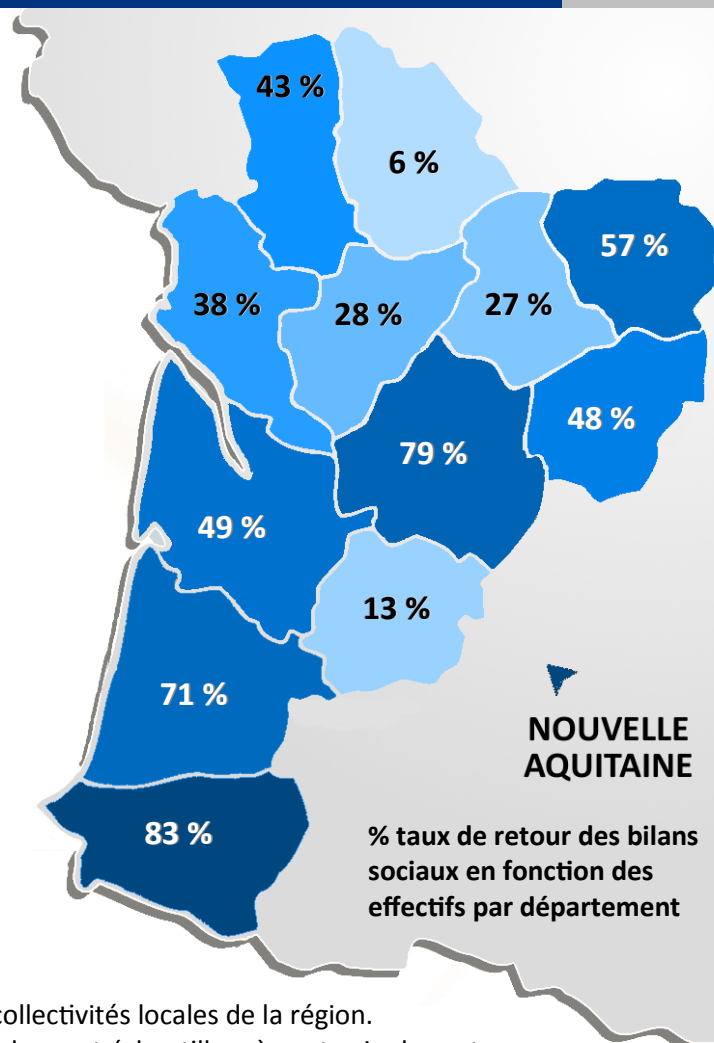 43 %
6 %
57 %
38 %
28 %
27 %
48 %
79 %
49 %
13 %
71 %
NOUVELLE
AQUITAINE
83 %
% taux de retour des bilans
sociaux en fonction des
effectifs par département
collectivités locales de la région.